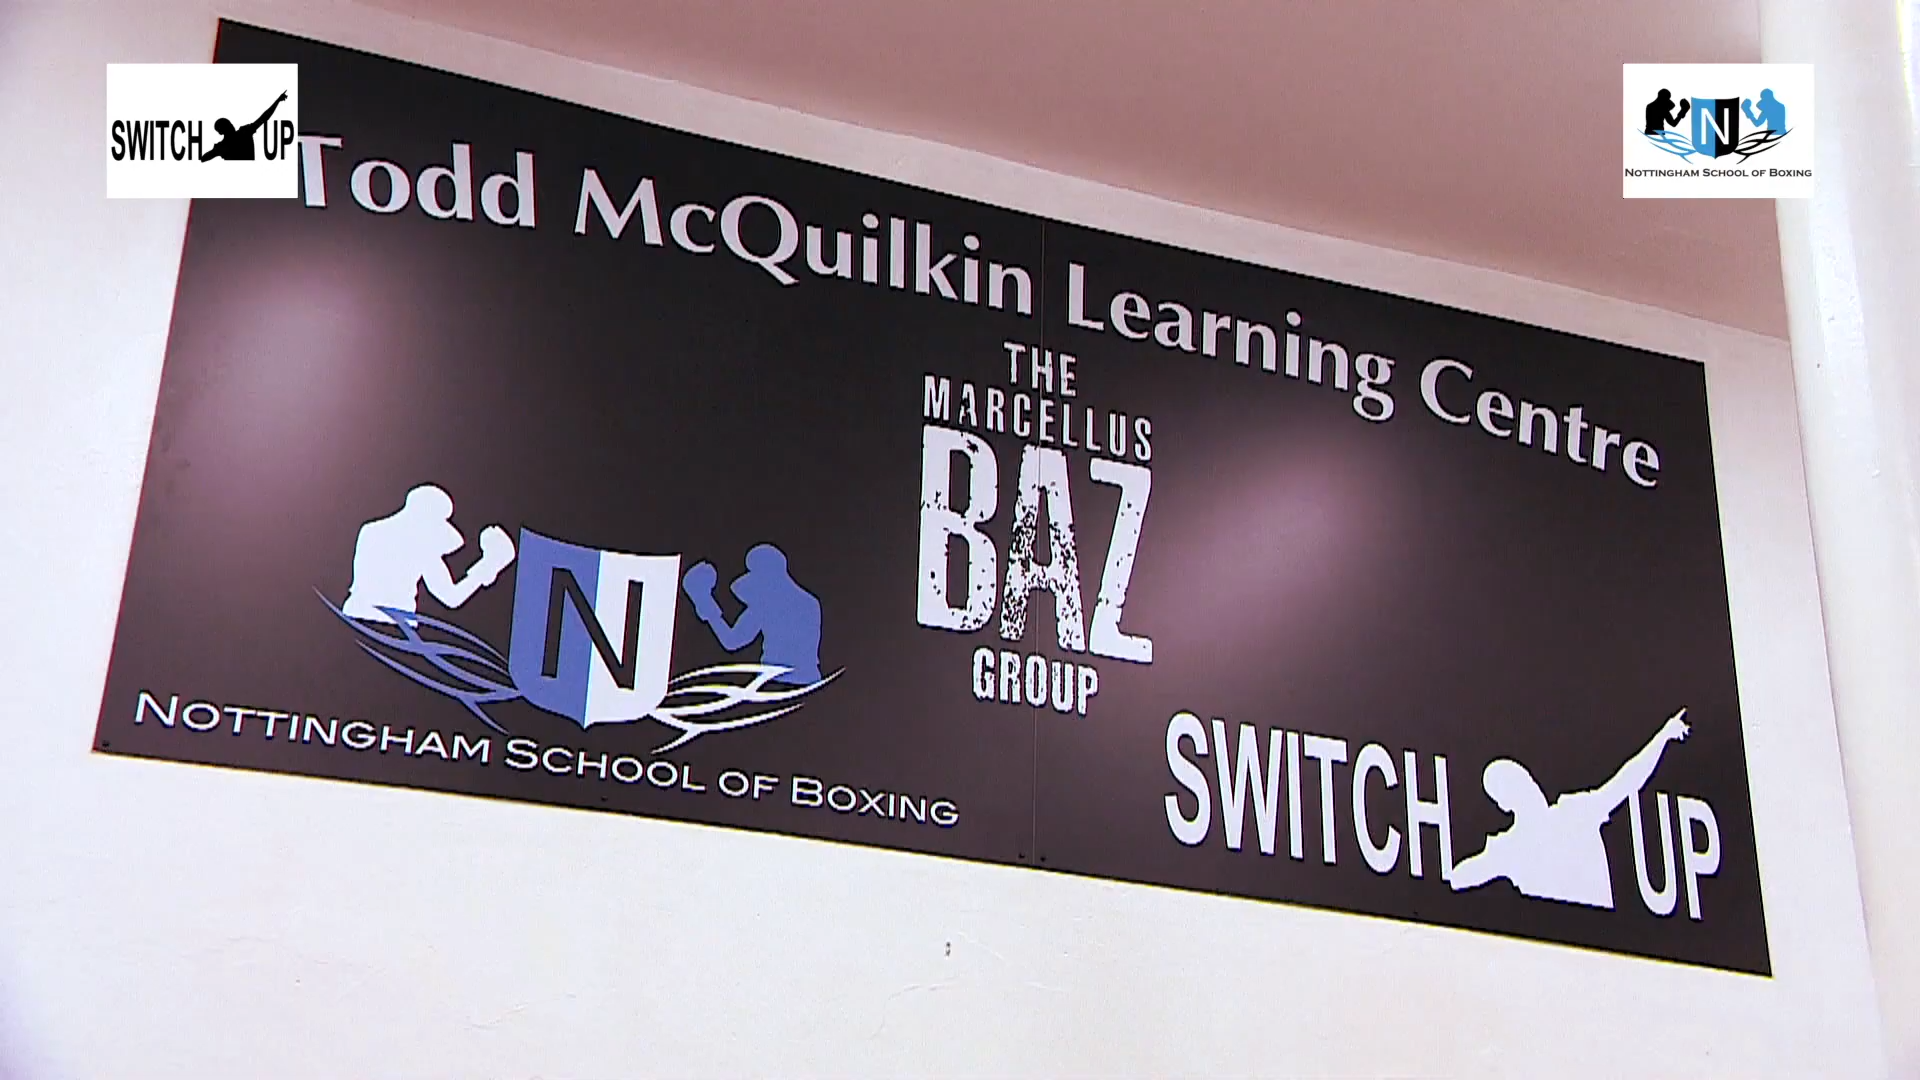 SWITCH UP
N
NOTTINGHAM SCHOOL OF BOXING
Todd McQuilkin Learning Centre
THE
MARCELLUS
BAZ
GROUP
N
NOTTINGHAM SCHOOL OF BOXING
SWITCH UP